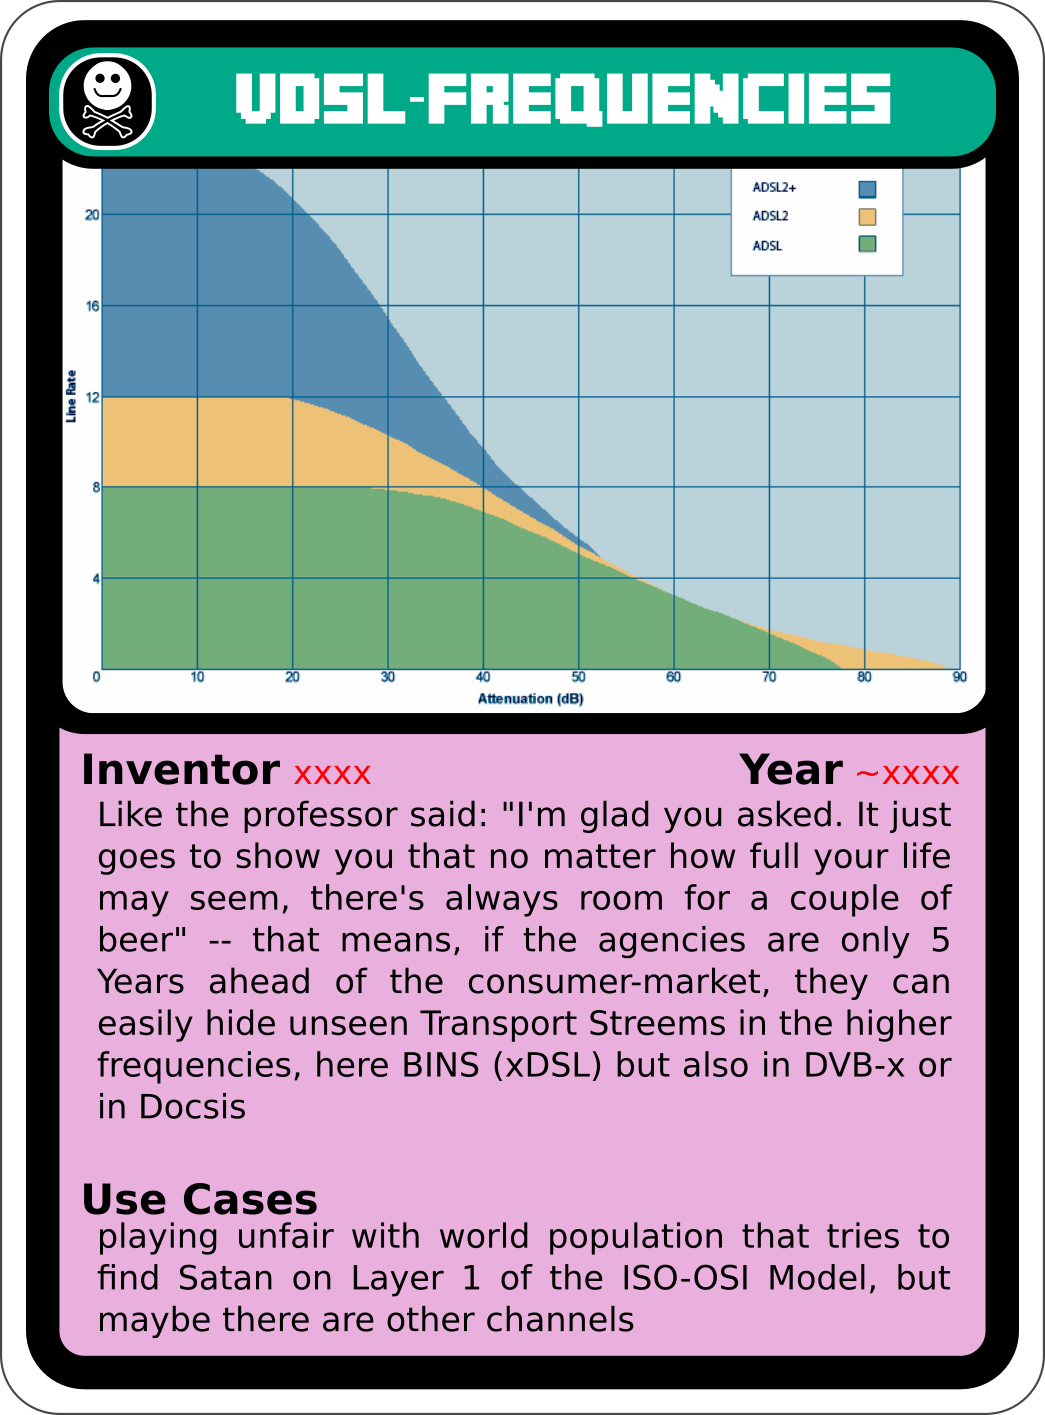 VDSL-FREQUENCIES
ADSL2+
ADSL2
ADSL
20
16
12
8
4
Line Rate
0 10 20 30 40 50 60 70 80 90
Attenuation (dB)
Inventor xxxx Year ~xxxx
Like the professor said: "I'm glad you asked. It just
goes to show you that no matter how full your life
may seem, there's always room for a couple of
beer" -- that means, if the agencies are only 5
Years ahead of the consumer-market, they can
easily hide unseen Transport Streems in the higher
frequencies, here BINS (xDSL) but also in DVB-x or
in Docsis
Use Cases
playing unfair with world population that tries to
find Satan on Layer 1 of the ISO-OSI Model, but
maybe there are other channels